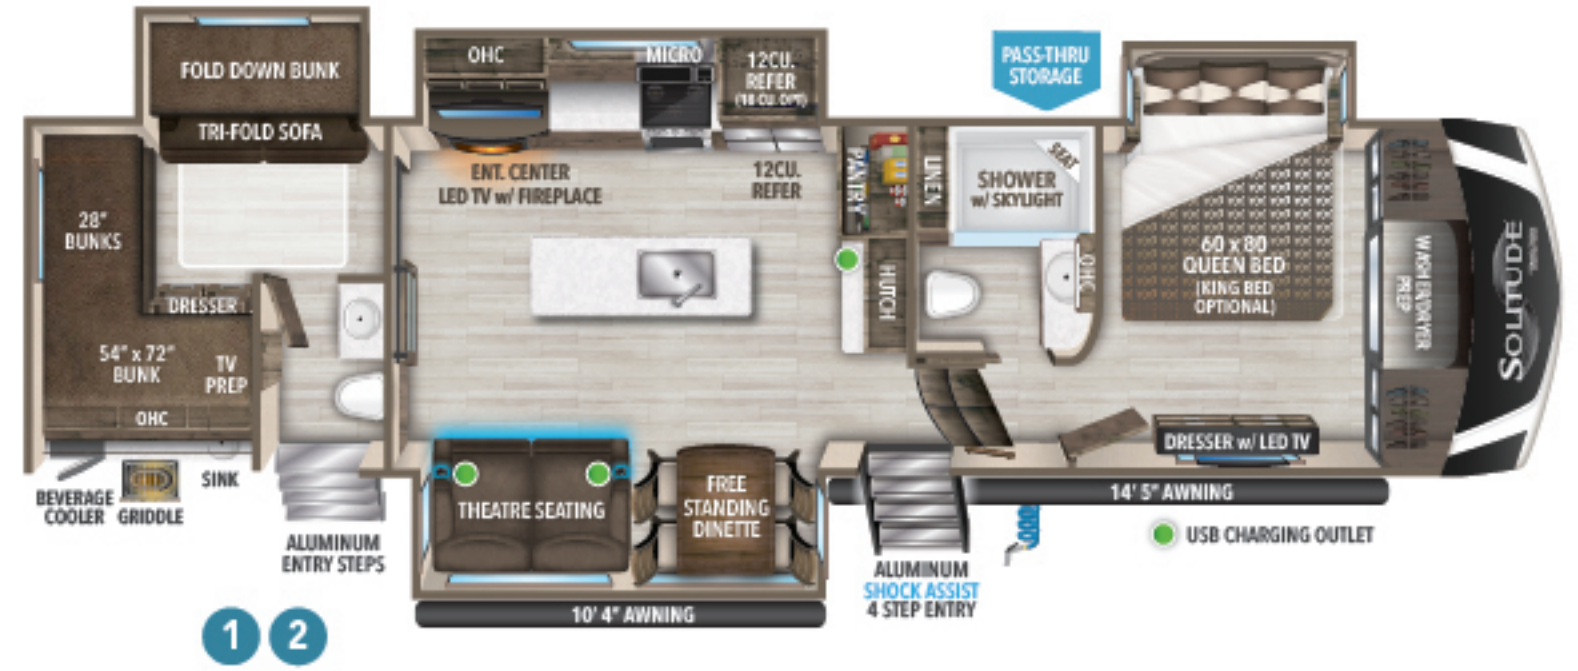 FOLD DOWN BUNK
TRI-FOLD SOFA
28"
BUNKS
DRESSER
54" x 72"
BUNK
TV
PREP
OHC
BEVERAGE
COOLER
GRIDDLE
SINK
ALUMINUM
ENTRY STEPS
1
2
OHC
MICRO
12CU.
REFER
(18 CU. OPT)
ENT. CENTER
LED TV w/ FIREPLACE
12CU.
REFER
PANTRY
HUTCH
LINEN
SHOWER
w/ SKYLIGHT
SEAT
OHC
PASS-THRU
STORAGE
60 x 80
QUEEN BED
(KING BED
OPTIONAL)
WASHER/DRYER
PREP
SOLITUDE
DRESSER w/ LED TV
THEATRE SEATING
FREE
STANDING
DINETTE
10' 4" AWNING
14' 5" AWNING
ALUMINUM
SHOCK ASSIST
4 STEP ENTRY
USB CHARGING OUTLET